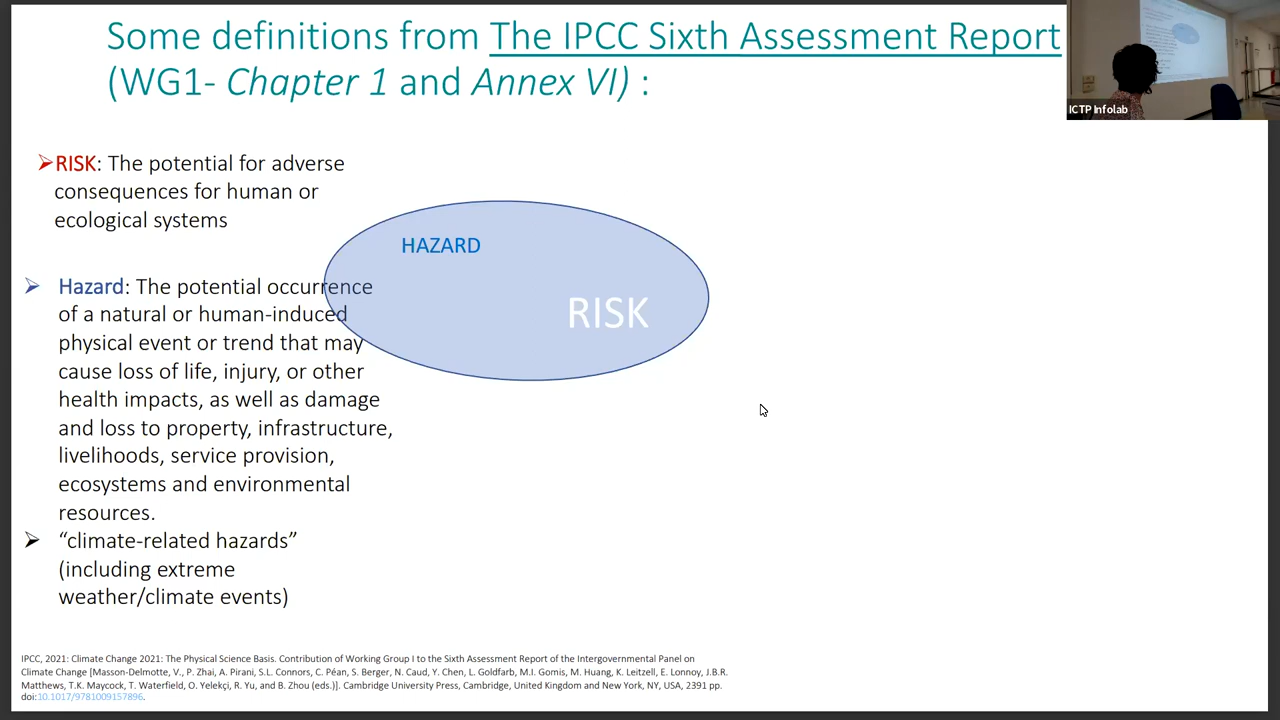 Some definitions from The IPCC Sixth Assessment Report
(WG1- Chapter 1 and Annex VI) :
ICTP Infolab
➢RISK: The potential for adverse
consequences for human or
ecological systems
HAZARD
RISK
➢ Hazard: The potential occurrence
of a natural or human-induced
physical event or trend that may
cause loss of life, injury, or other
health impacts, as well as damage
and loss to property, infrastructure,
livelihoods, service provision,
ecosystems and environmental
resources.
➢ “climate-related hazards”
(including extreme
weather/climate events)
IPCC, 2021: Climate Change 2021: The Physical Science Basis. Contribution of Working Group I to the Sixth Assessment Report of the Intergovernmental Panel on
Climate Change [Masson-Delmotte, V., P. Zhai, A. Pirani, S.L. Connors, C. Péan, S. Berger, N. Caud, Y. Chen, L. Goldfarb, M.I. Gomis, M. Huang, K. Leitzell, E. Lonnoy, J.B.R.
Matthews, T.K. Maycock, T. Waterfield, O. Yelekçi, R. Yu, and B. Zhou (eds.)]. Cambridge University Press, Cambridge, United Kingdom and New York, NY, USA, 2391 pp.
doi:10.1017/9781009157896.